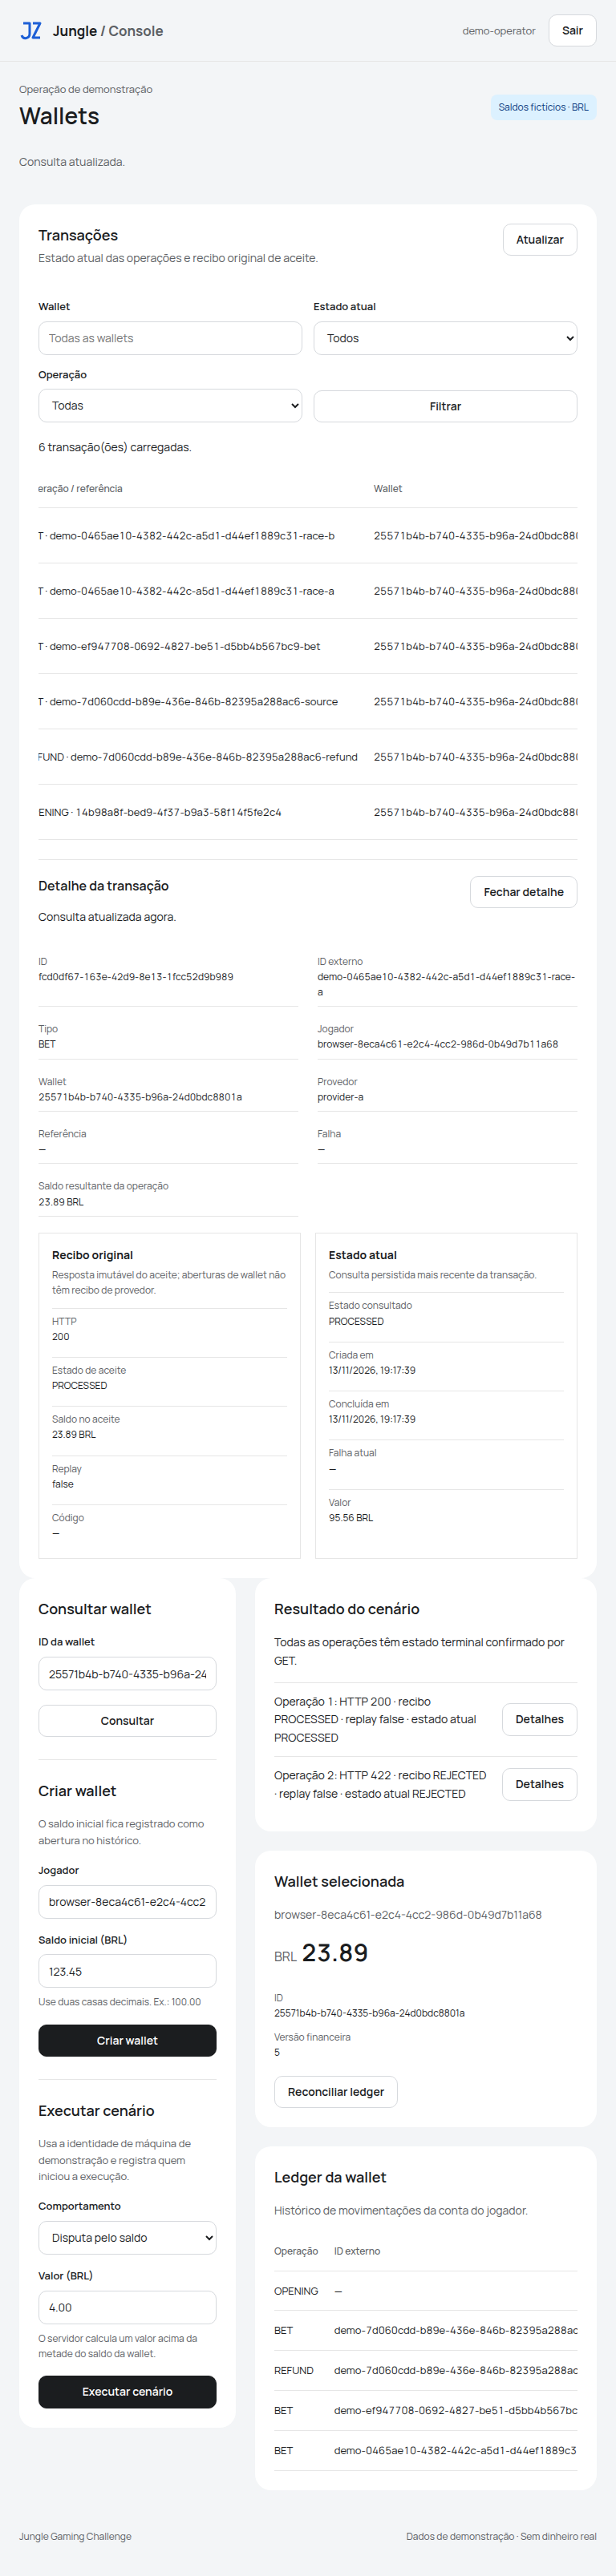 JZ Jungle / Console
demo-operator
Sair
Operação de demonstração
Wallets
Saldos fictícios · BRL
Consulta atualizada.
Transações
Atualizar
Estado atual das operações e recibo original de aceite.
Wallet
Estado atual
Todas as wallets
Todos
Operação
Todas
Filtrar
6 transação(ões) carregadas.
eração / referência
Wallet
T · demo-0465ae10-4382-442c-a5d1-d44ef1889c31-race-b
25571b4b-b740-4335-b96a-24d0bdc880
T · demo-0465ae10-4382-442c-a5d1-d44ef1889c31-race-a
25571b4b-b740-4335-b96a-24d0bdc880
T · demo-ef947708-0692-4827-be51-d5bb4b567bc9-bet
25571b4b-b740-4335-b96a-24d0bdc880
T · demo-7d060cdd-b89e-436e-846b-82395a288ac6-source
25571b4b-b740-4335-b96a-24d0bdc880
FUND · demo-7d060cdd-b89e-436e-846b-82395a288ac6-refund
25571b4b-b740-4335-b96a-24d0bdc880
ENING · 14b98a8f-bed9-4f37-b9a3-58f14f5fe2c4
25571b4b-b740-4335-b96a-24d0bdc880
Detalhe da transação
Fechar detalhe
Consulta atualizada agora.
ID
fcd0df67-163e-42d9-8e13-1fcc52d9b989
ID externo
demo-0465ae10-4382-442c-a5d1-d44ef1889c31-race-
a
Tipo
BET
Jogador
browser-8eca4c61-e2c4-4cc2-986d-0b49d7b11a68
Wallet
25571b4b-b740-4335-b96a-24d0bdc8801a
Provedor
provider-a
Referência
—
Falha
—
Saldo resultante da operação
23.89 BRL
Recibo original
Resposta imutável do aceite; aberturas de wallet não
têm recibo de provedor.
HTTP
200
Estado de aceite
PROCESSED
Saldo no aceite
23.89 BRL
Replay
false
Código
—
Estado atual
Consulta persistida mais recente da transação.
Estado consultado
PROCESSED
Criada em
13/11/2026, 19:17:39
Concluída em
13/11/2026, 19:17:39
Falha atual
—
Valor
95.56 BRL
Consultar wallet
ID da wallet
25571b4b-b740-4335-b96a-24
Consultar
Criar wallet
O saldo inicial fica registrado como
abertura no histórico.
Jogador
browser-8eca4c61-e2c4-4cc2
Saldo inicial (BRL)
123.45
Use duas casas decimais. Ex.: 100.00
Criar wallet
Executar cenário
Usa a identidade de máquina de
demonstração e registra quem
iniciou a execução.
Comportamento
Disputa pelo saldo
Valor (BRL)
4.00
O servidor calcula um valor acima da
metade do saldo da wallet.
Executar cenário
Resultado do cenário
Todas as operações têm estado terminal confirmado por
GET.
Operação 1: HTTP 200 · recibo
PROCESSED · replay false · estado atual
PROCESSED
Detalhes
Operação 2: HTTP 422 · recibo REJECTED
· replay false · estado atual REJECTED
Detalhes
Wallet selecionada
browser-8eca4c61-e2c4-4cc2-986d-0b49d7b11a68
BRL 23.89
ID
25571b4b-b740-4335-b96a-24d0bdc8801a
Versão financeira
5
Reconciliar ledger
Ledger da wallet
Histórico de movimentações da conta do jogador.
Operação
ID externo
OPENING
—
BET
demo-7d060cdd-b89e-436e-846b-82395a288ac
REFUND
demo-7d060cdd-b89e-436e-846b-82395a288ac
BET
demo-ef947708-0692-4827-be51-d5bb4b567bc
BET
demo-0465ae10-4382-442c-a5d1-d44ef1889c3
Jungle Gaming Challenge
Dados de demonstração · Sem dinheiro real